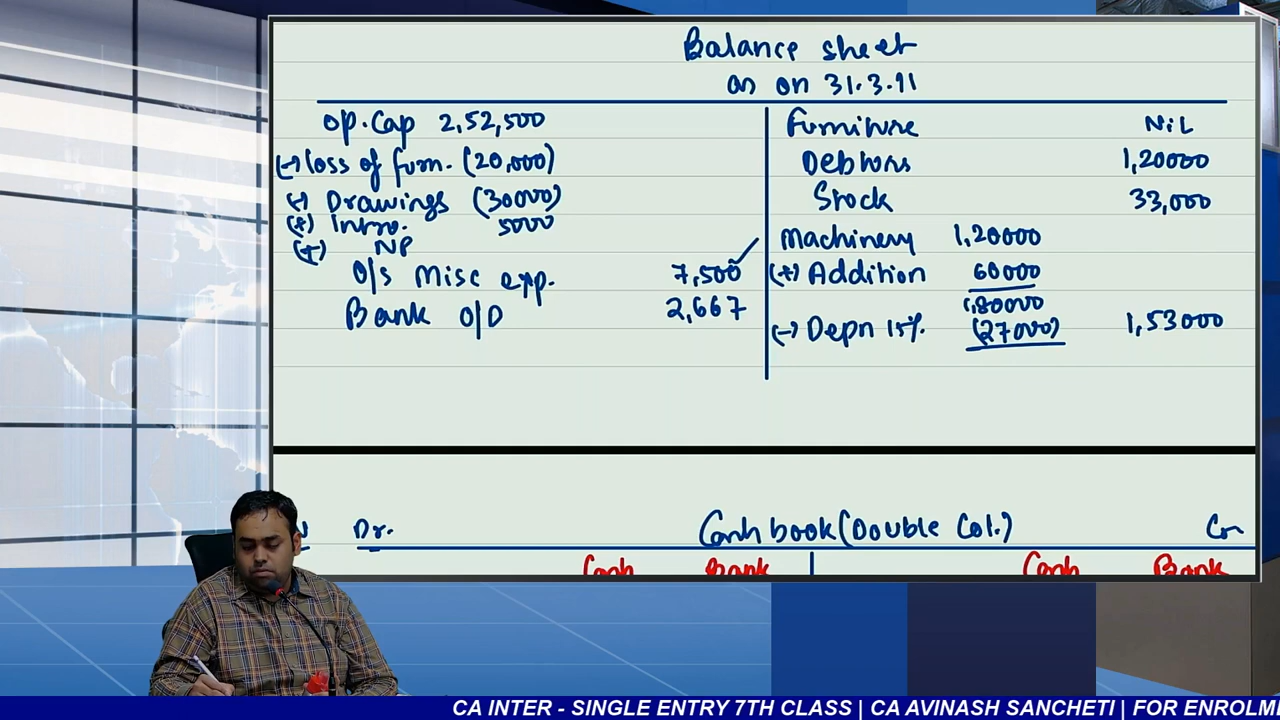 Balance sheet
as on 31.3.11
Op. Cap 2,52,500
(-) loss of furn. (20,000)
(-) Drawings (30000)
(+) Intro. 5000
(+) NP
O/s Misc exp. 7,500
Bank O/D 2,667
Furniture NiL
Debtors 1,20000
Stock 33,000
Machinery 1,20000
(+) Addition 60000
1,80000
(-) Depn 15% (27000) 1,53000
Dr. Cash book (Double Col.) Cr
Cash Bank Cash Bank
CA INTER - SINGLE ENTRY 7TH CLASS | CA AVINASH SANCHETI | FOR ENROLM